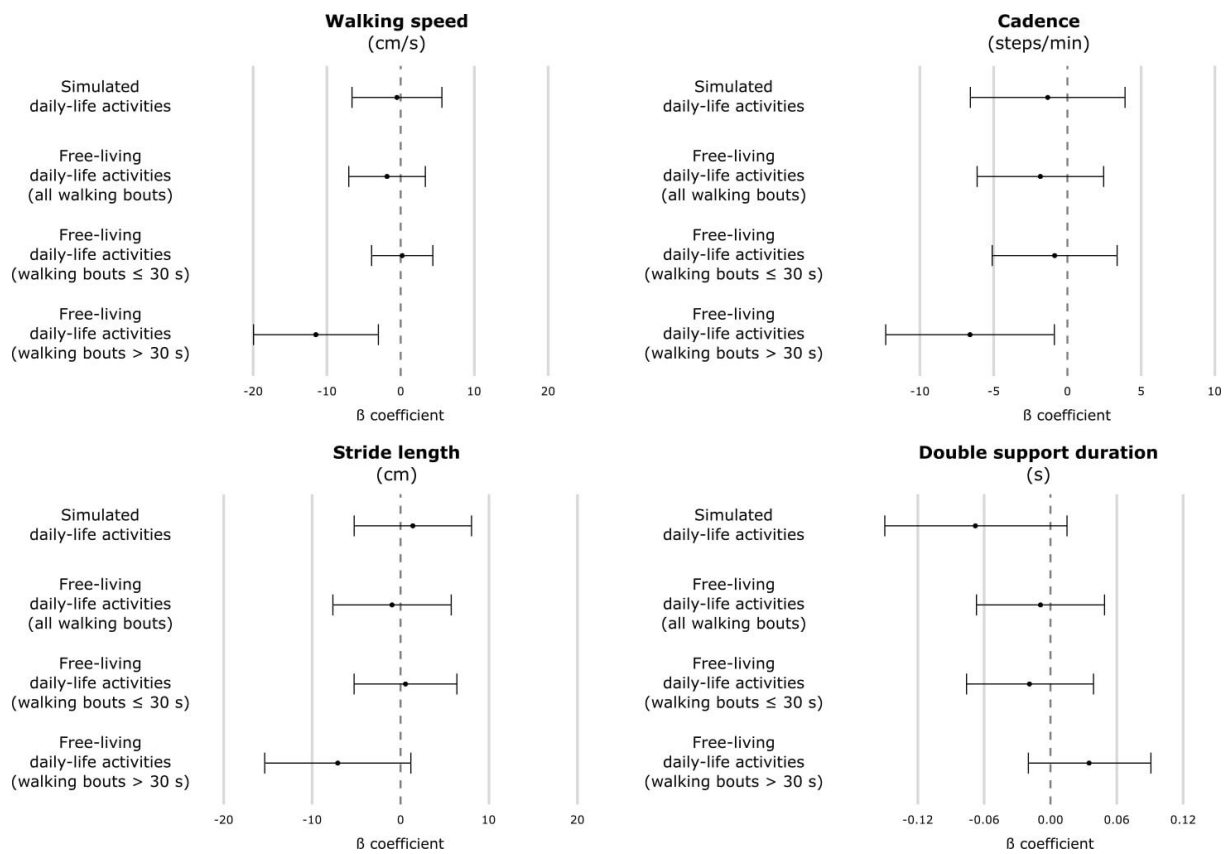 Walking speed
(cm/s)
Simulated
daily-life activities
Free-living
daily-life activities
(all walking bouts)
Free-living
daily-life activities
(walking bouts ≤ 30 s)
Free-living
daily-life activities
(walking bouts > 30 s)
-20 -10 0 10 20
ß coefficient
Cadence
(steps/min)
Simulated
daily-life activities
Free-living
daily-life activities
(all walking bouts)
Free-living
daily-life activities
(walking bouts ≤ 30 s)
Free-living
daily-life activities
(walking bouts > 30 s)
-10 -5 0 5 10
ß coefficient
Stride length
(cm)
Simulated
daily-life activities
Free-living
daily-life activities
(all walking bouts)
Free-living
daily-life activities
(walking bouts ≤ 30 s)
Free-living
daily-life activities
(walking bouts > 30 s)
-20 -10 0 10 20
ß coefficient
Double support duration
(s)
Simulated
daily-life activities
Free-living
daily-life activities
(all walking bouts)
Free-living
daily-life activities
(walking bouts ≤ 30 s)
Free-living
daily-life activities
(walking bouts > 30 s)
-0.12 -0.06 0.00 0.06 0.12
ß coefficient